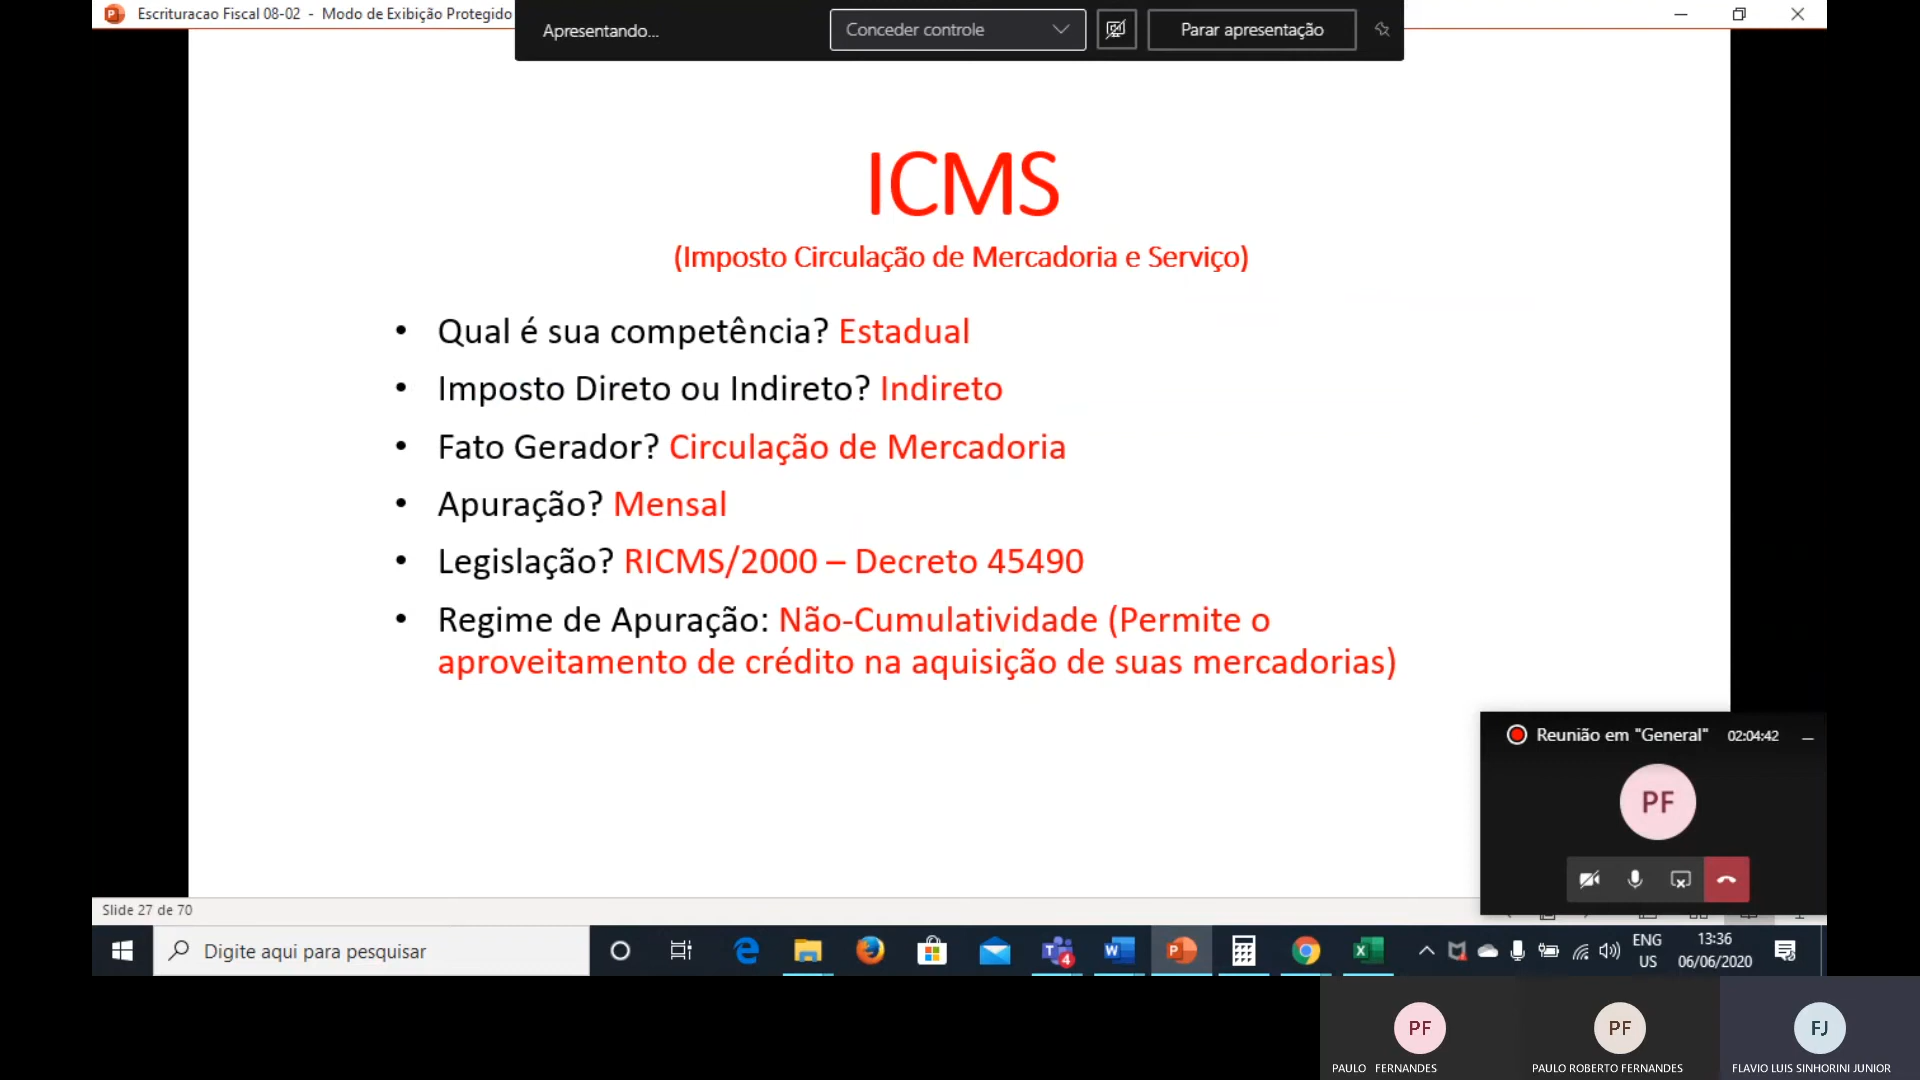 Escrituracao Fiscal 08-02 - Modo de Exibição Protegido
Apresentando...
Conceder controle
Parar apresentação
ICMS
(Imposto Circulação de Mercadoria e Serviço)
• Qual é sua competência? Estadual
• Imposto Direto ou Indireto? Indireto
• Fato Gerador? Circulação de Mercadoria
• Apuração? Mensal
• Legislação? RICMS/2000 – Decreto 45490
• Regime de Apuração: Não-Cumulatividade (Permite o
aproveitamento de crédito na aquisição de suas mercadorias)
Reunião em "General" 02:04:42
PF
Slide 27 de 70
Digite aqui para pesquisar
4
ENG
US
13:36
06/06/2020
PF
PAULO FERNANDES
PF
PAULO ROBERTO FERNANDES
FJ
FLAVIO LUIS SINHORINI JUNIOR